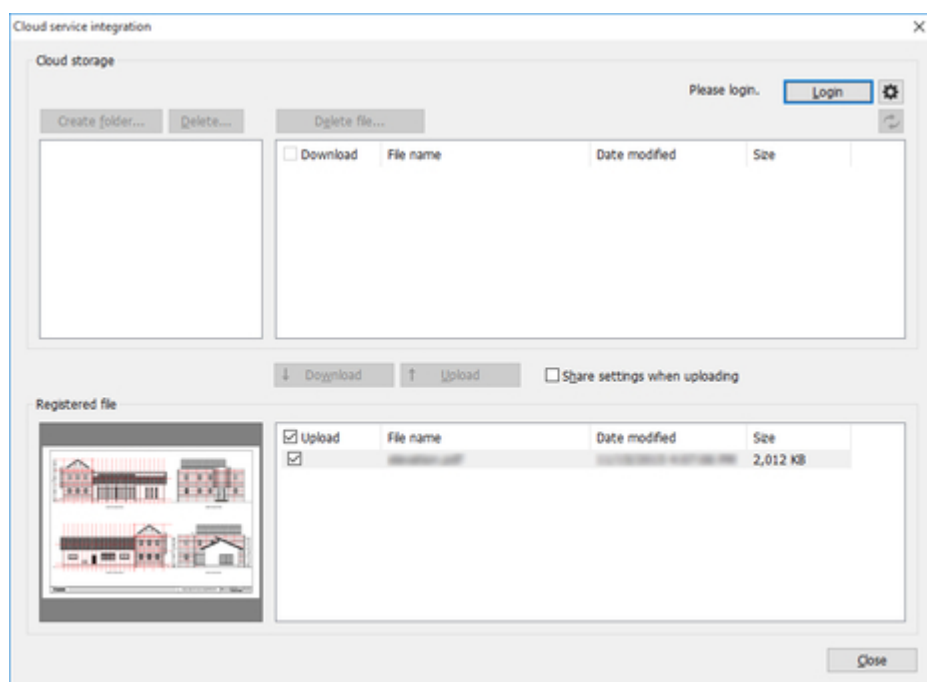 Cloud service integration
Cloud storage
Please login. Login
Create folder... Delete... Delete file...
Download File name Date modified Size
↓ Download ↑ Upload Share settings when uploading
Registered file
Upload File name Date modified Size
2,012 KB
Close